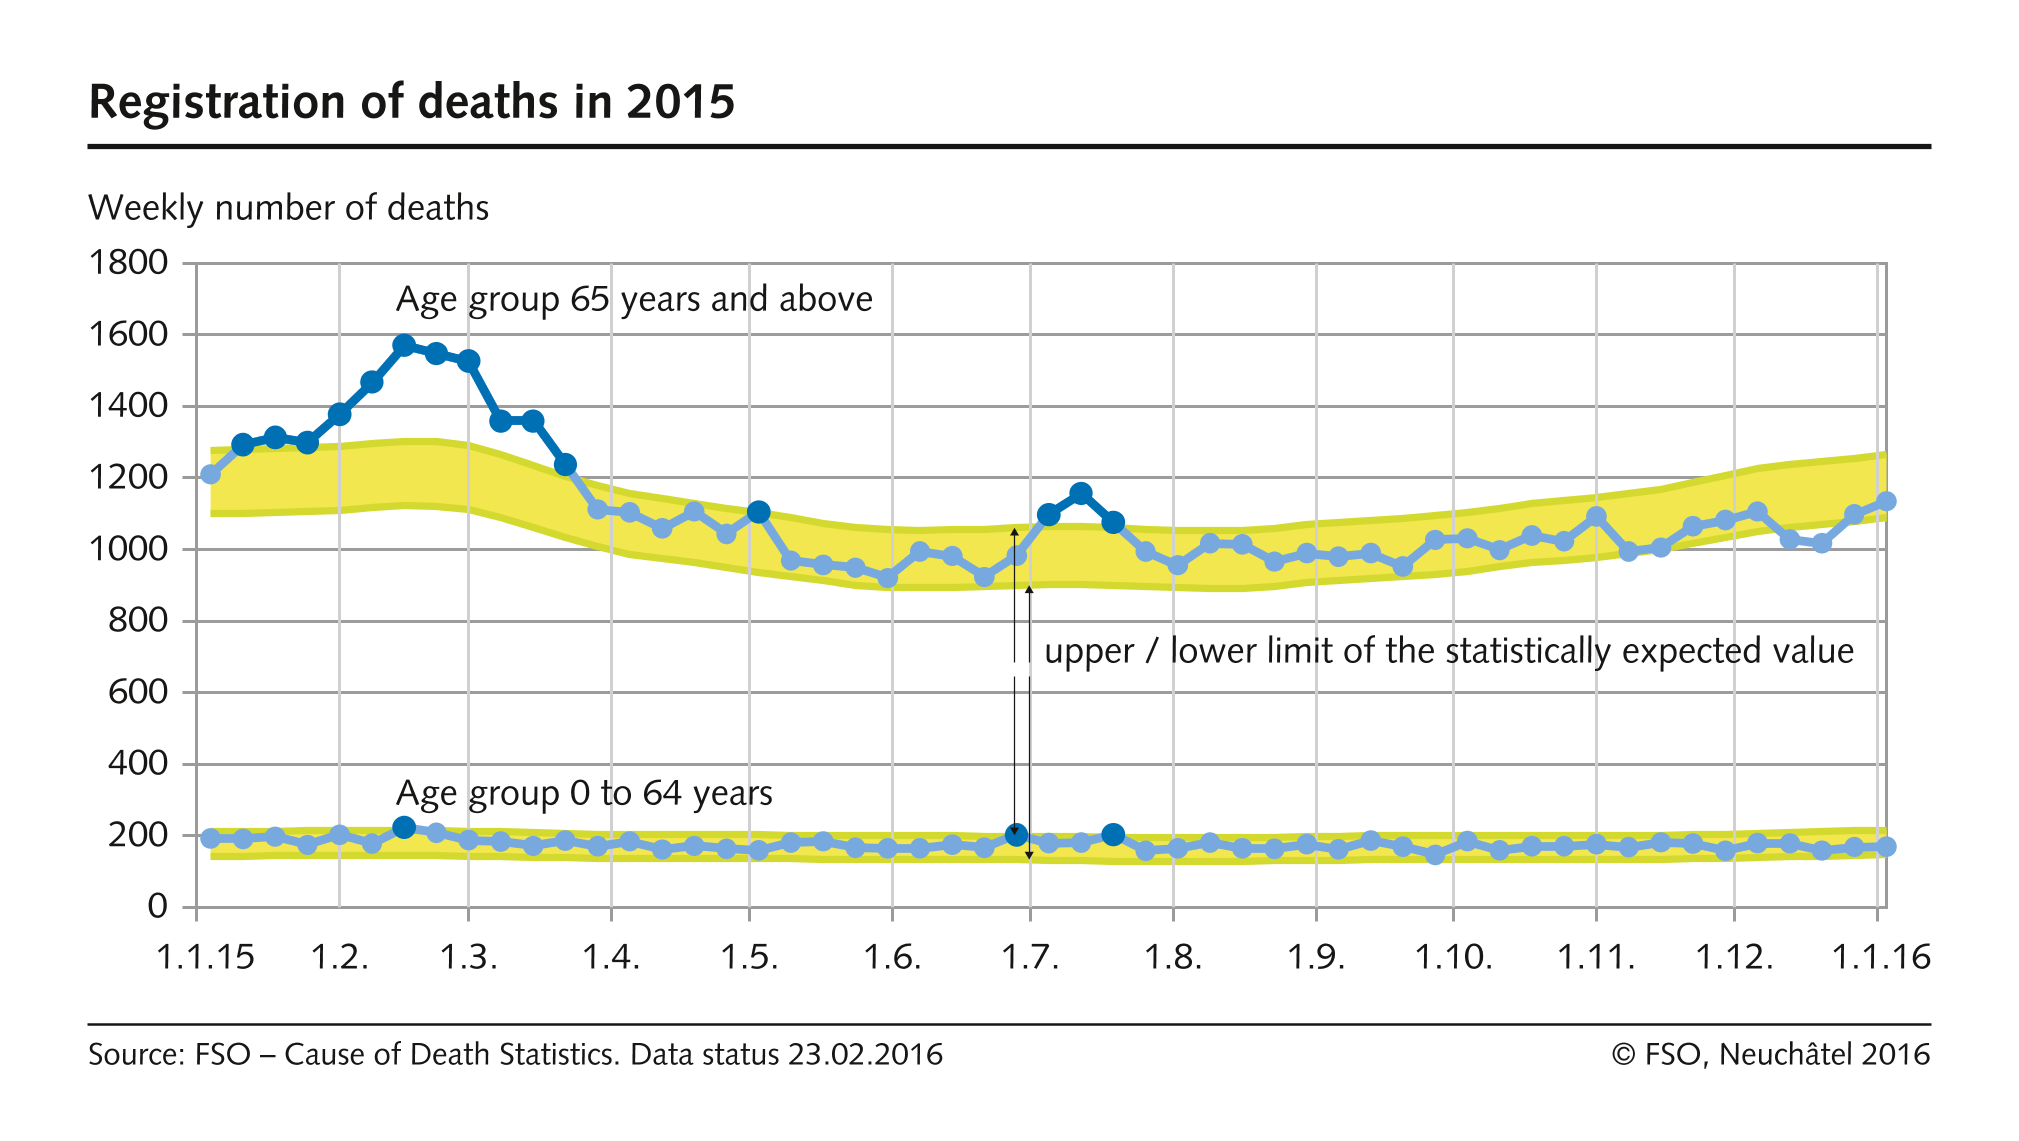 Registration of deaths in 2015
Weekly number of deaths
1800
Age group 65 years and above
1600
1400
1200
1000
800
upper / lower limit of the statistically expected value
600
400
Age group 0 to 64 years
200
0
1.1.15 1.2. 1.3. 1.4. 1.5. 1.6. 1.7. 1.8. 1.9. 1.10. 1.11. 1.12. 1.1.16
Source: FSO – Cause of Death Statistics. Data status 23.02.2016 © FSO, Neuchâtel 2016